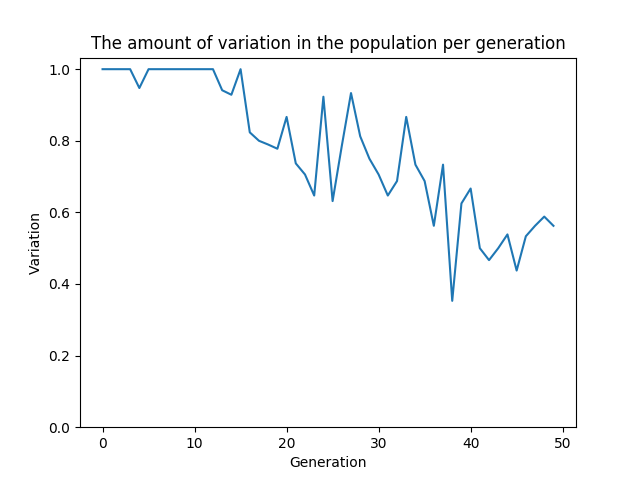 The amount of variation in the population per generation
1.0
0.8
0.6
0.4
0.2
0.0
Variation
0 10 20 30 40 50
Generation